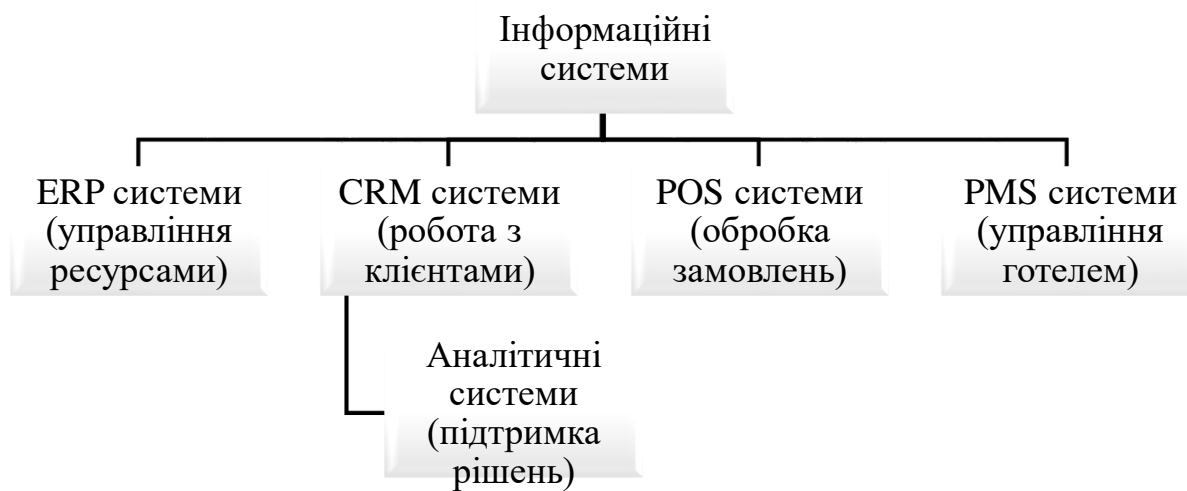 Інформаційні
системи
ERP системи
(управління
ресурсами)
CRM системи
(робота з
клієнтами)
POS системи
(обробка
замовлень)
PMS системи
(управління
готелем)
Аналітичні
системи
(підтримка
рішень)